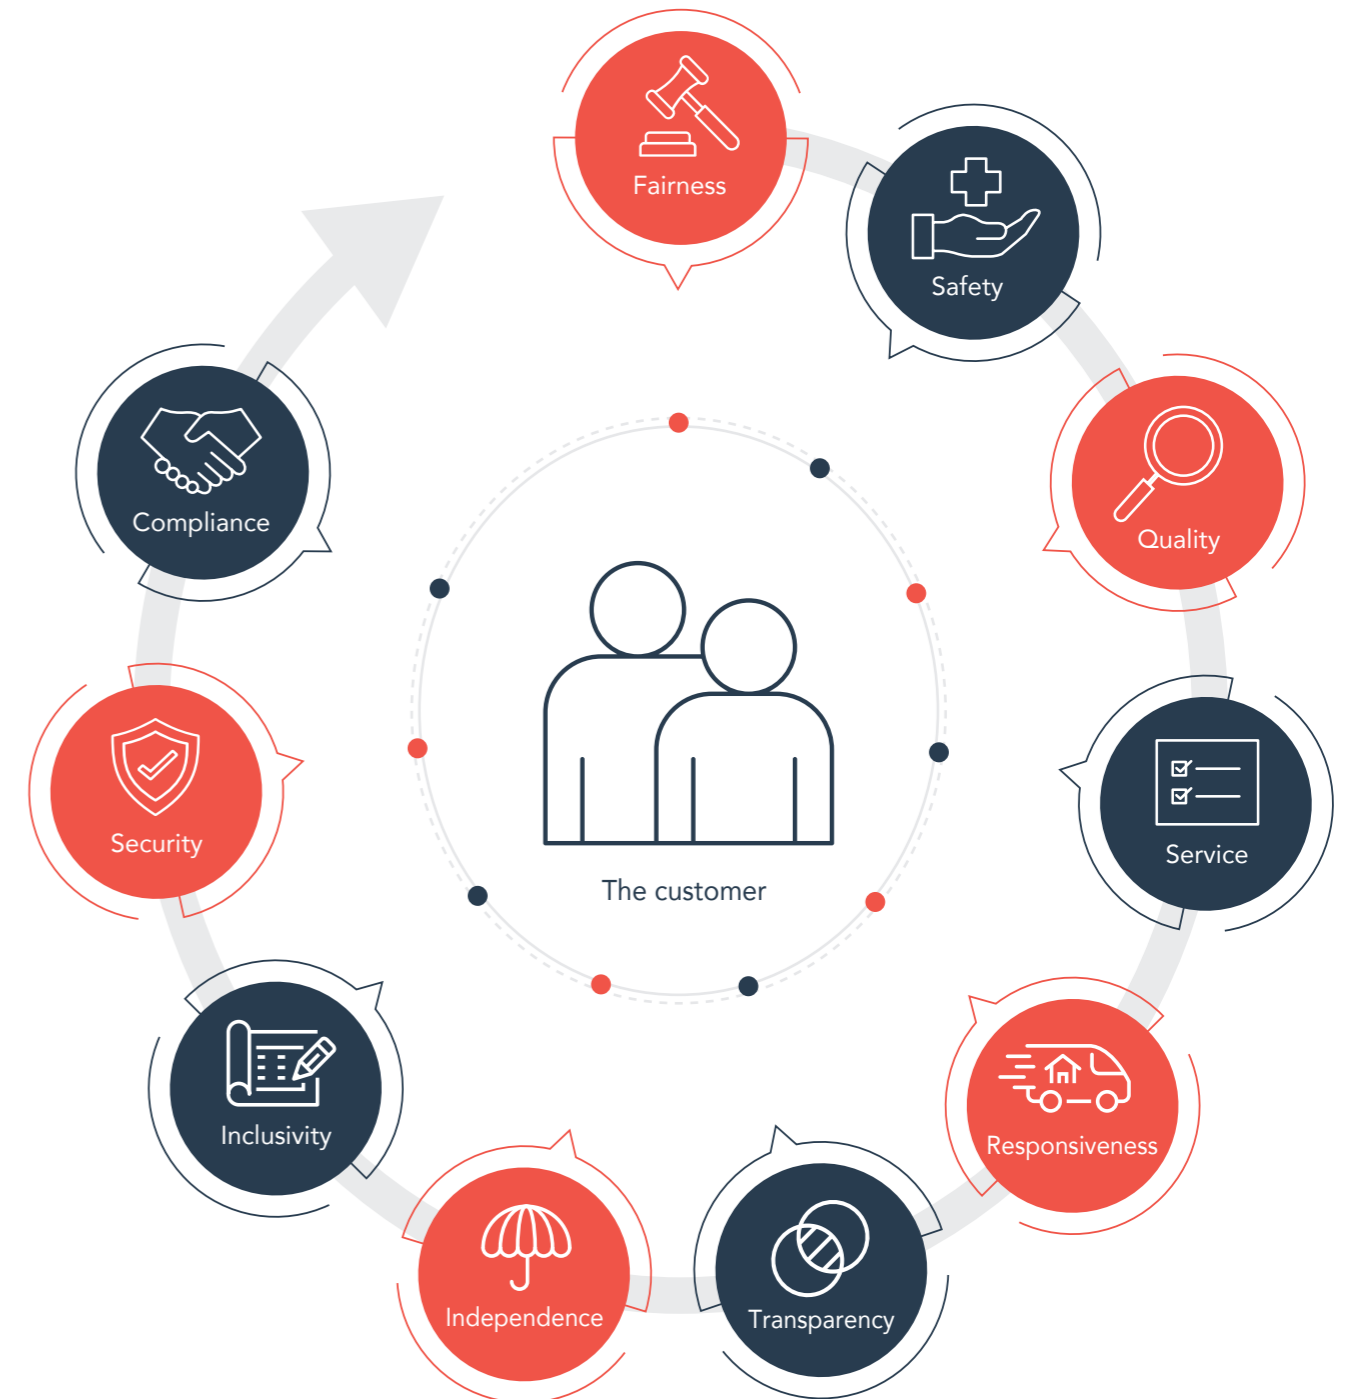 Fairness
Safety
Quality
Service
Responsiveness
Transparency
Independence
Inclusivity
Security
Compliance
The customer